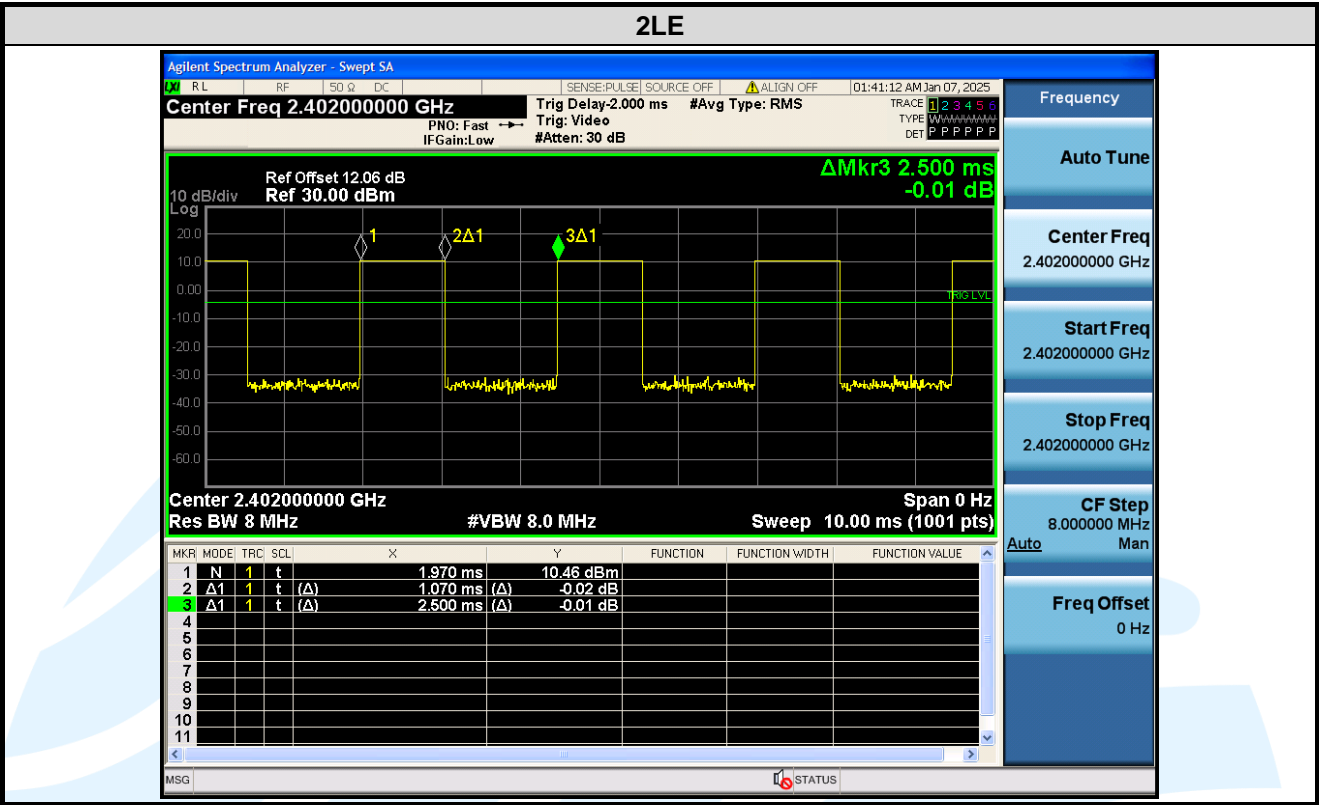 2LE
Agilent Spectrum Analyzer - Swept SA
LXI RL RF 50 Ω DC SENSE:PULSE SOURCE OFF ⚠ALIGN OFF 01:41:12 AM Jan 07, 2025
Center Freq 2.402000000 GHz
PNO: Fast
IFGain:Low
Trig Delay-2.000 ms
Trig: Video
#Atten: 30 dB
#Avg Type: RMS
TRACE 1 2 3 4 5 6
TYPE WWWWWW
DET P P P P P P
ΔMkr3 2.500 ms
-0.01 dB
Ref Offset 12.06 dB
10 dB/div Ref 30.00 dBm
Log
20.0
10.0
0.00
-10.0
-20.0
-30.0
-40.0
-50.0
-60.0
1
2Δ1
3Δ1
TRIG LVL
Center 2.402000000 GHz Span 0 Hz
Res BW 8 MHz #VBW 8.0 MHz Sweep 10.00 ms (1001 pts)
MKR MODE TRC SCL X Y FUNCTION FUNCTION WIDTH FUNCTION VALUE
1 N 1 t 1.970 ms 10.46 dBm
2 Δ1 1 t (Δ) 1.070 ms (Δ) -0.02 dB
3 Δ1 1 t (Δ) 2.500 ms (Δ) -0.01 dB
4
5
6
7
8
9
10
11
MSG STATUS
Frequency
Auto Tune
Center Freq
2.402000000 GHz
Start Freq
2.402000000 GHz
Stop Freq
2.402000000 GHz
CF Step
8.000000 MHz
Auto Man
Freq Offset
0 Hz